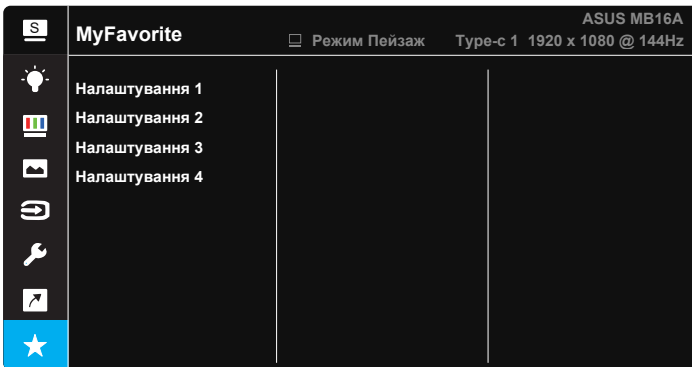 S
ASUS MB16A
MyFavorite
Режим Пейзаж Type-c 1 1920 x 1080 @ 144Hz
Налаштування 1
Налаштування 2
Налаштування 3
Налаштування 4